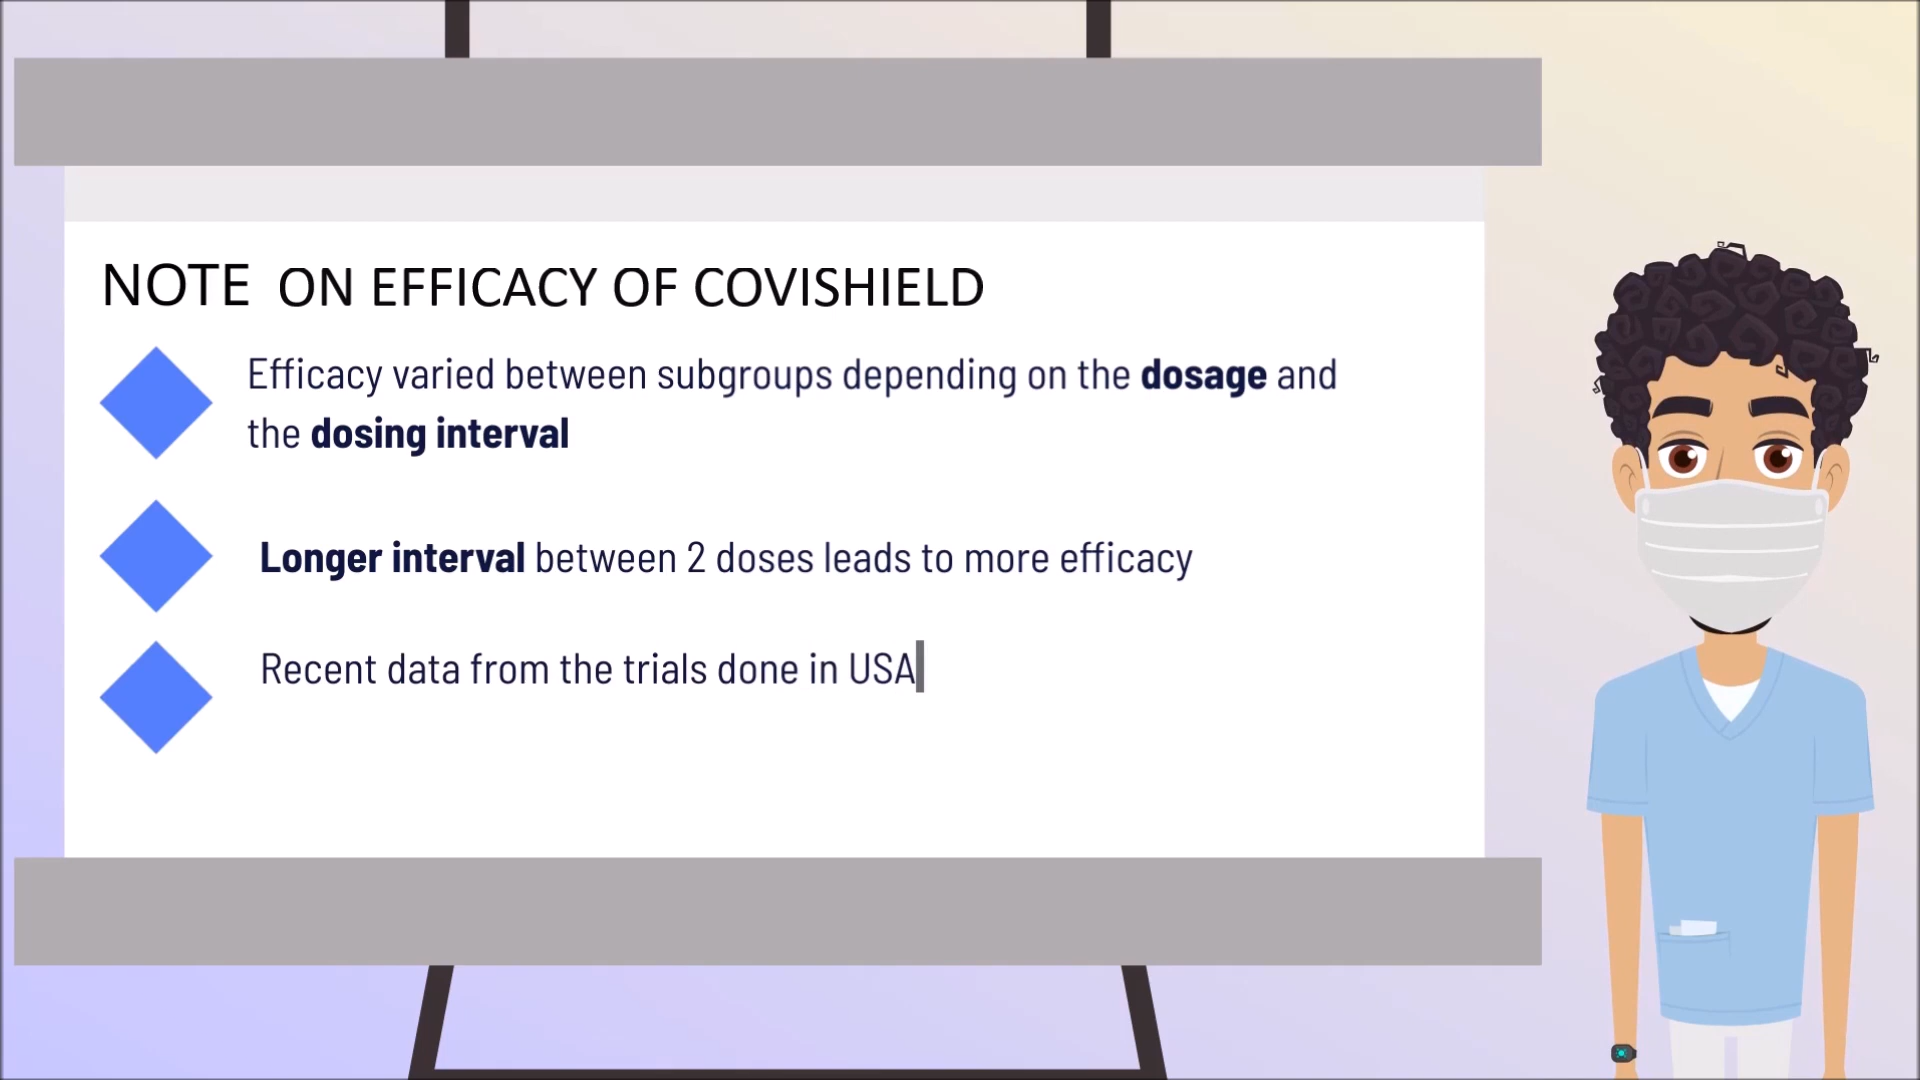 NOTE ON EFFICACY OF COVISHIELD
Efficacy varied between subgroups depending on the dosage and
the dosing interval
Longer interval between 2 doses leads to more efficacy
Recent data from the trials done in USA